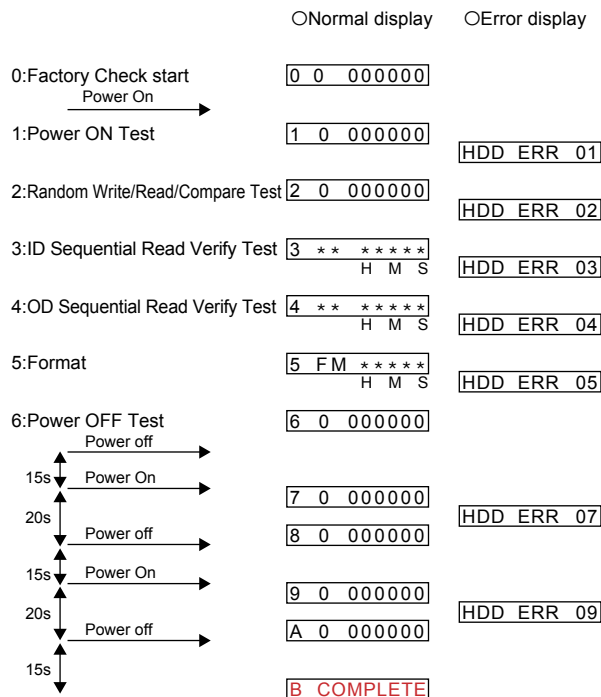 ○Normal display ○Error display
0:Factory Check start 0 0 000000
Power On
1:Power ON Test 1 0 000000
HDD ERR 01
2:Random Write/Read/Compare Test 2 0 000000
HDD ERR 02
3:ID Sequential Read Verify Test 3 ** *****
H M S
HDD ERR 03
4:OD Sequential Read Verify Test 4 ** *****
H M S
HDD ERR 04
5:Format 5 FM *****
H M S
HDD ERR 05
6:Power OFF Test 6 0 000000
Power off
15s Power On
7 0 000000
20s HDD ERR 07
Power off 8 0 000000
15s Power On
9 0 000000
20s HDD ERR 09
Power off A 0 000000
15s
B COMPLETE